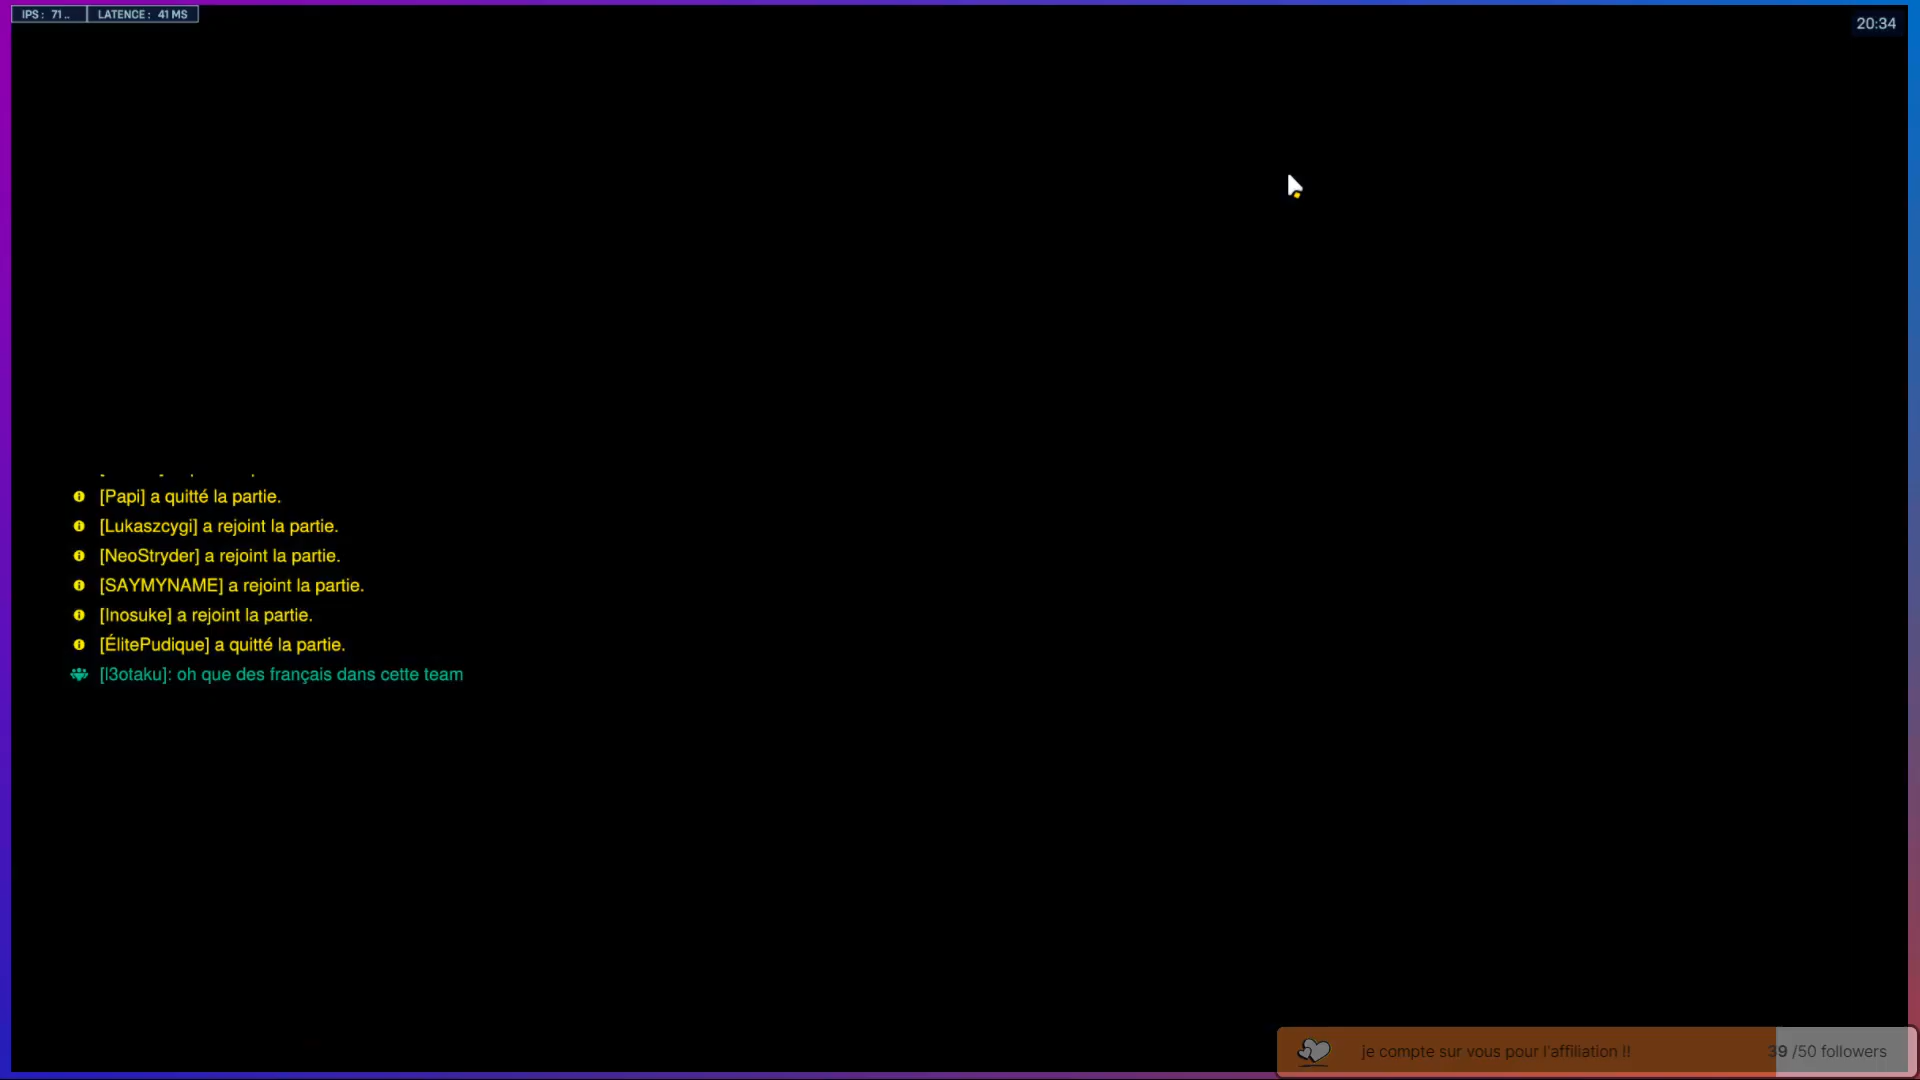 IPS : 71 ..
LATENCE : 41 MS
20:34
[Papi] a quitté la partie.
[Lukaszcygi] a rejoint la partie.
[NeoStryder] a rejoint la partie.
[SAYMYNAME] a rejoint la partie.
[Inosuke] a rejoint la partie.
[ÉlitePudique] a quitté la partie.
[l3otaku]: oh que des français dans cette team
je compte sur vous pour l'affiliation !!
39 /50 followers